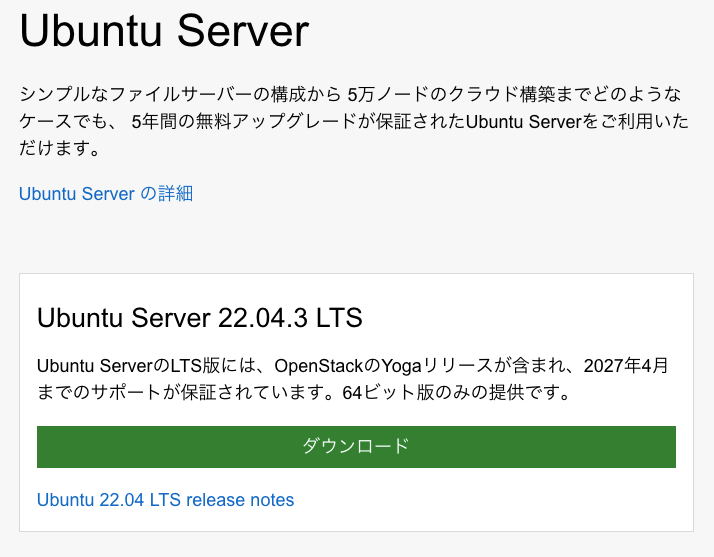 Ubuntu Server
シンプルなファイルサーバーの構成から 5万ノードのクラウド構築までどのような
ケースでも、 5年間の無料アップグレードが保証されたUbuntu Serverをご利用いた
だけます。
Ubuntu Server の詳細
Ubuntu Server 22.04.3 LTS
Ubuntu ServerのLTS版には、OpenStackのYogaリリースが含まれ、2027年4月
までのサポートが保証されています。64ビット版のみの提供です。
ダウンロード
Ubuntu 22.04 LTS release notes